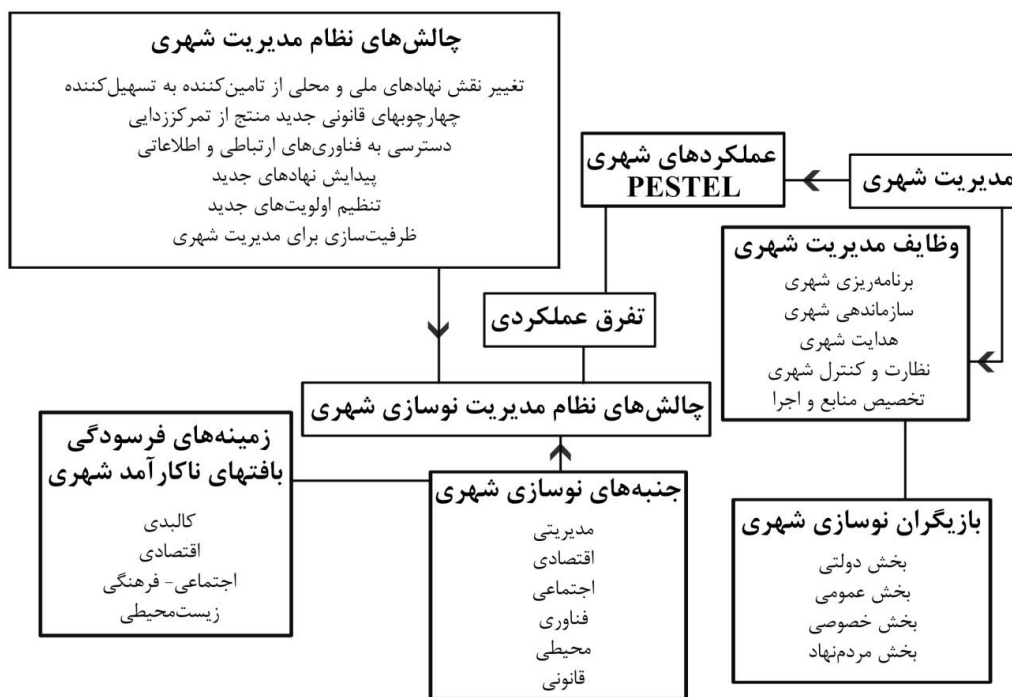 چالش‌های نظام مدیریت شهری
تغییر نقش نهادهای ملی و محلی از تامین‌کننده به تسهیل‌کننده
چهارچوبهای قانونی جدید منتج از تمرکززدایی
دسترسی به فناوری‌های ارتباطی و اطلاعاتی
پیدایش نهادهای جدید
تنظیم اولویت‌های جدید
ظرفیت‌سازی برای مدیریت شهری
مدیریت شهری
عملکردهای شهری
PESTEL
وظایف مدیریت شهری
برنامه‌ریزی شهری
سازماندهی شهری
هدایت شهری
نظارت و کنترل شهری
تخصیص منابع و اجرا
تفرق عملکردی
چالش‌های نظام مدیریت نوسازی شهری
بازیگران نوسازی شهری
بخش دولتی
بخش عمومی
بخش خصوصی
بخش مردم‌نهاد
جنبه‌های نوسازی شهری
مدیریتی
اقتصادی
اجتماعی
فناوری
محیطی
قانونی
زمینه‌های فرسودگی
بافتهای ناکارآمد شهری
کالبدی
اقتصادی
اجتماعی- فرهنگی
زیست‌محیطی